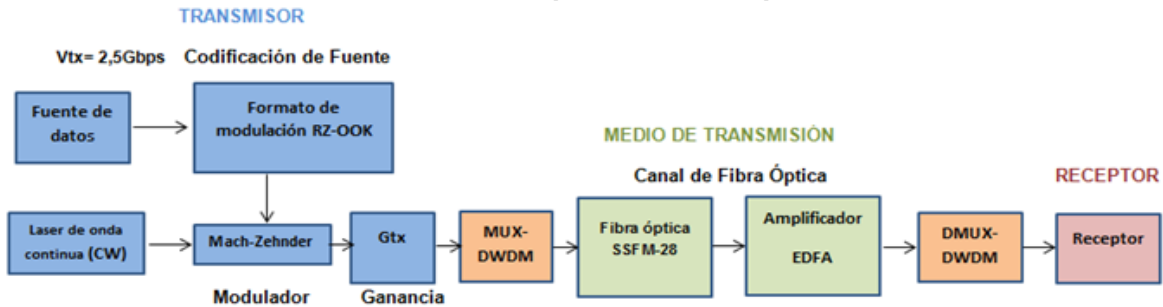 TRANSMISOR
Vtx= 2,5Gbps
Codificación de Fuente
Fuente de
datos
Formato de
modulación RZ-OOK
MEDIO DE TRANSMISIÓN
Canal de Fibra Óptica
RECEPTOR
Laser de onda
continua (CW)
Mach-Zehnder
Gtx
MUX-
DWDM
Fibra óptica
SSFM-28
Amplificador
EDFA
DMUX-
DWDM
Receptor
Modulador
Ganancia